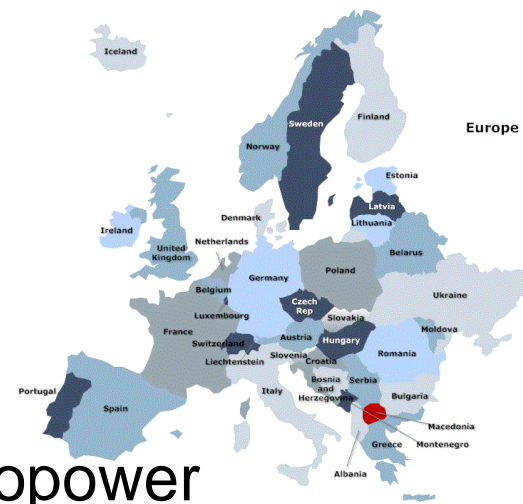 Iceland
Europe
Sweden
Finland
Norway
Estonia
Latvia
Lithuania
Denmark
Ireland
United
Kingdom
Netherlands
Belarus
Belgium
Germany
Poland
Ukraine
Luxembourg
Czech
Rep
Slovakia
Moldova
France
Switzerland
Austria
Hungary
Liechtenstein
Slovenia
Croatia
Romania
Portugal
Spain
Italy
Bosnia
and
Herzegovina
Serbia
Bulgaria
Macedonia
Greece
Montenegro
Albania
opower